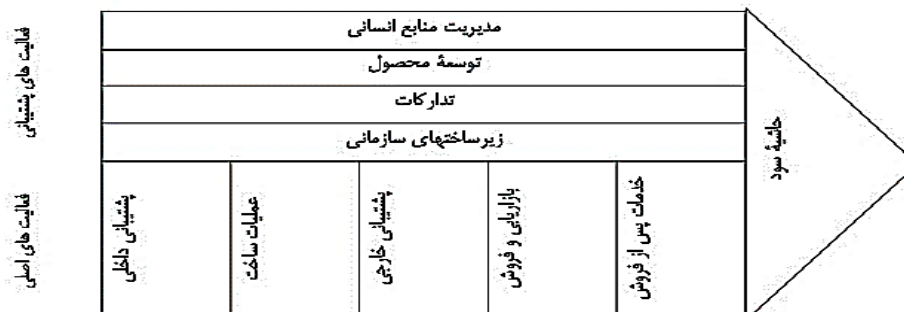 مدیریت منابع انسانی
توسعهٔ محصول
تدارکات
زیرساختهای سازمانی
فعالیت های پشتیبانی
فعالیت های اصلی
پشتیبانی داخلی
عملیات ساخت
پشتیبانی خارجی
بازاریابی و فروش
خدمات پس از فروش
حاشیهٔ سود